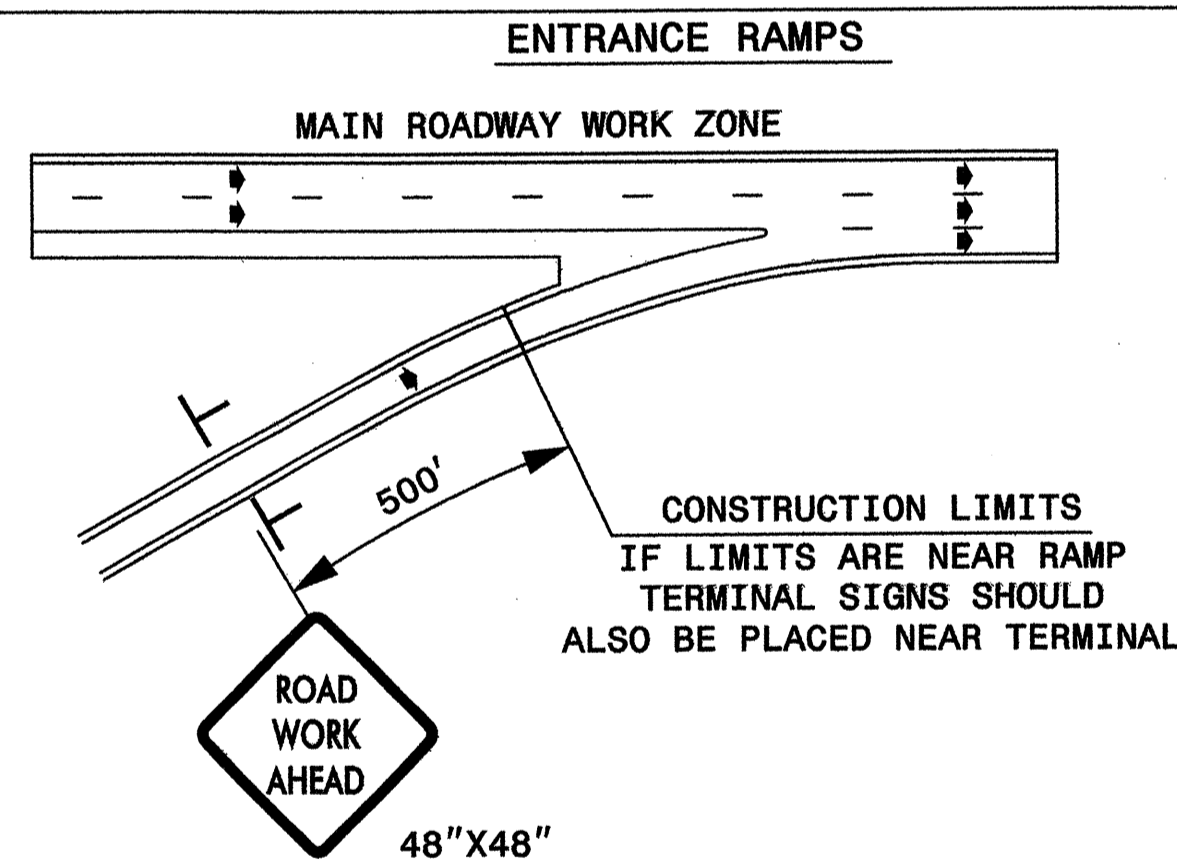 ENTRANCE RAMPS
MAIN ROADWAY WORK ZONE
500'
CONSTRUCTION LIMITS
IF LIMITS ARE NEAR RAMP
TERMINAL SIGNS SHOULD
ALSO BE PLACED NEAR TERMINAL
ROAD
WORK
AHEAD
48"X48"